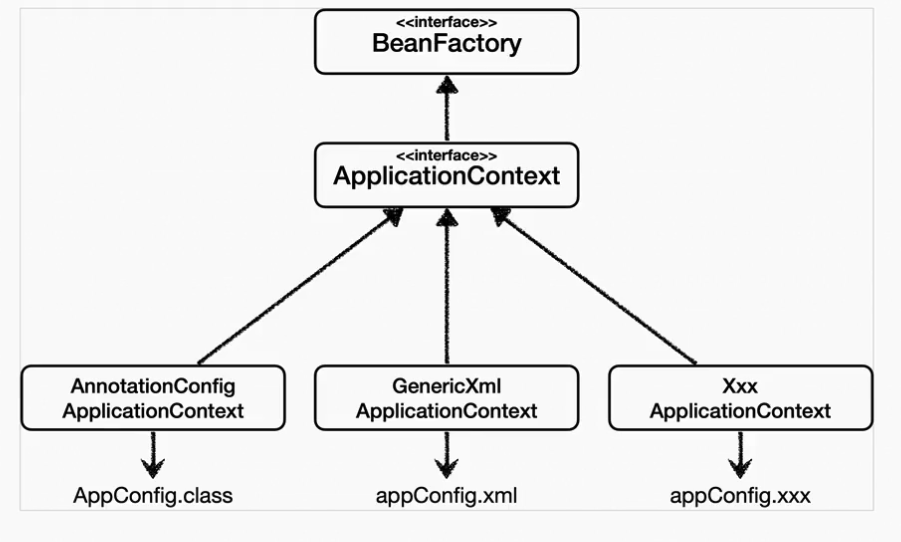 <<interface>>
BeanFactory
<<interface>>
ApplicationContext
AnnotationConfig
ApplicationContext
GenericXml
ApplicationContext
Xxx
ApplicationContext
AppConfig.class
appConfig.xml
appConfig.xxx